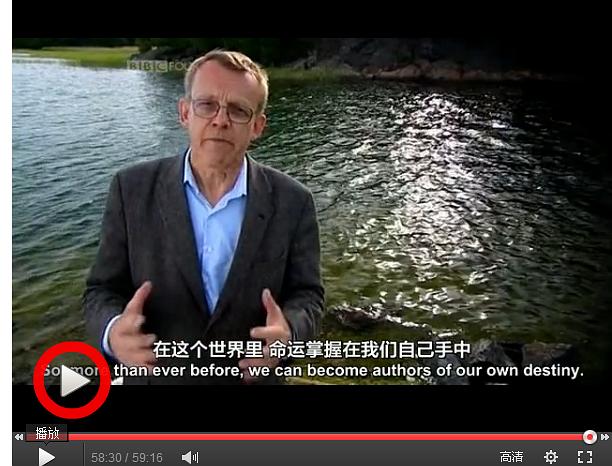 BBC FOU
在这个世界里 命运掌握在我们自己手中
So more than ever before, we can become authors of our own destiny.
播放
58:30 / 59:16
高清